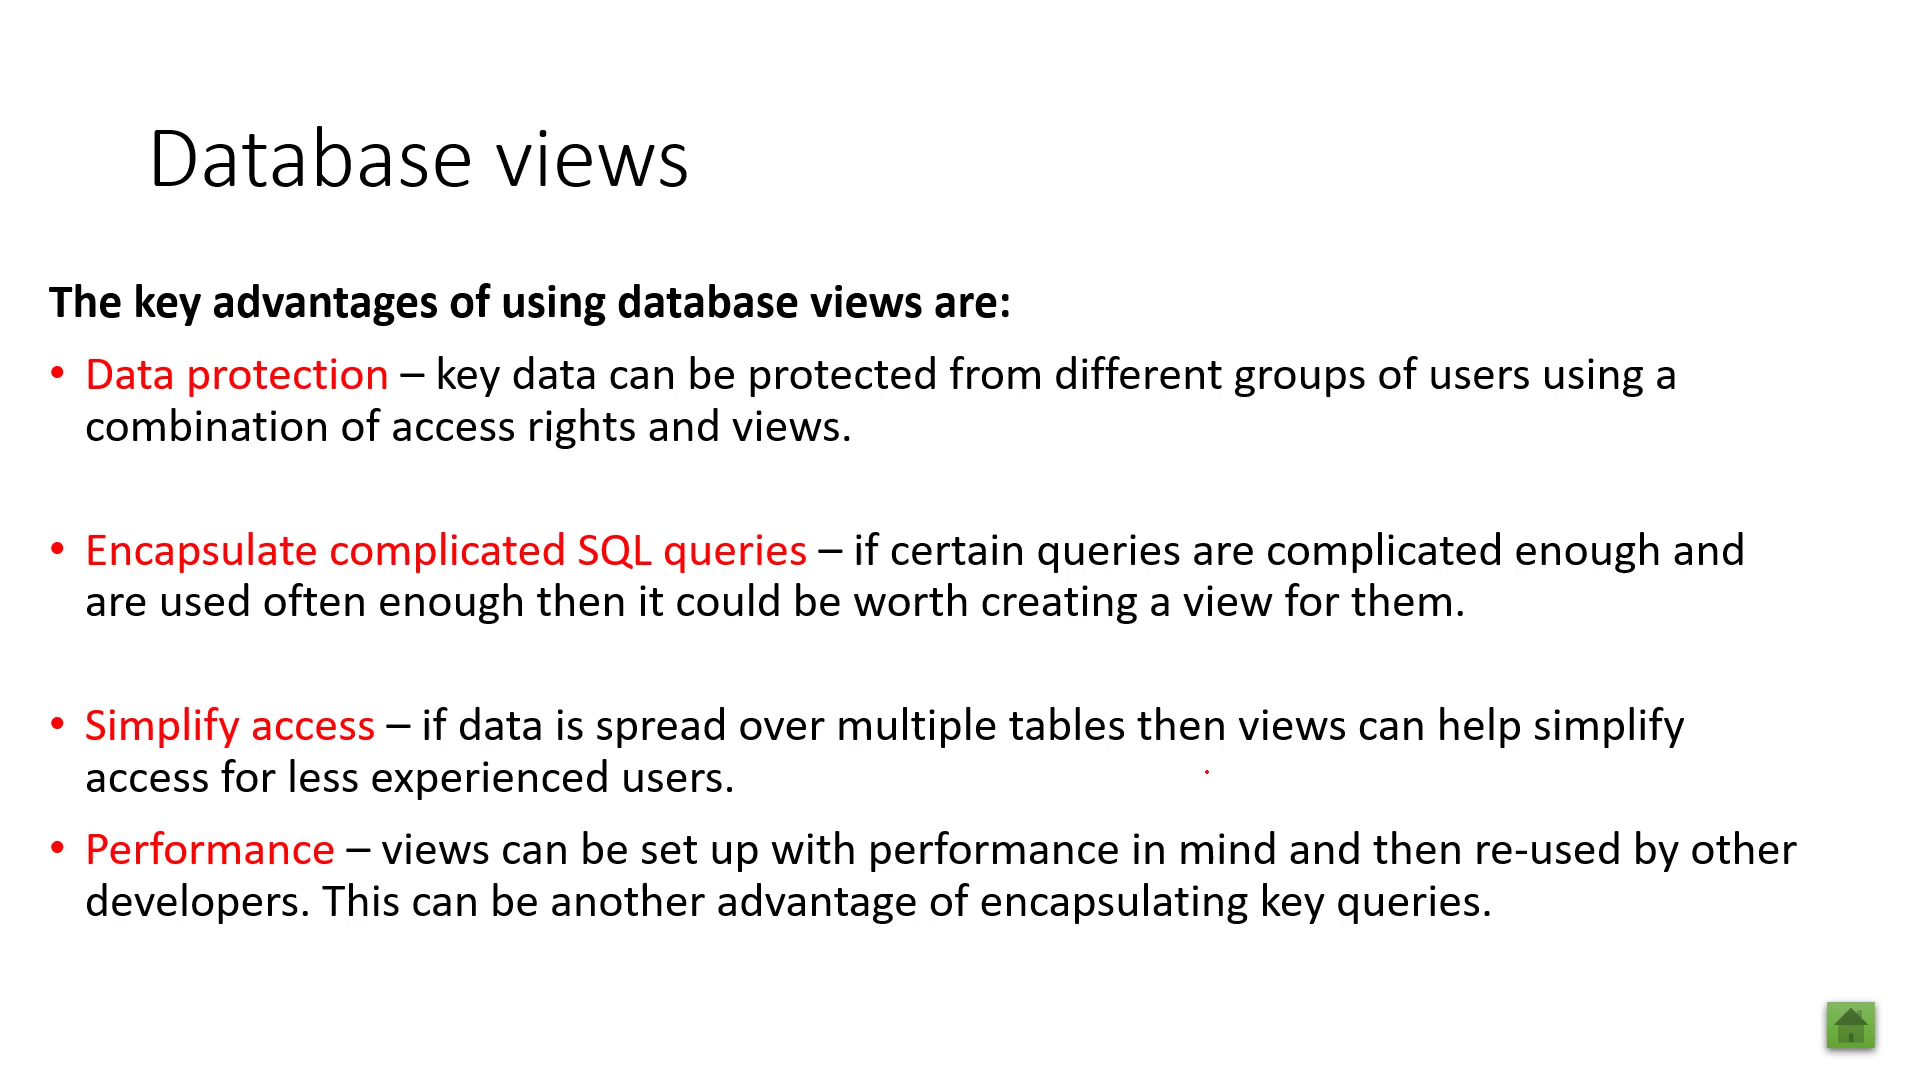 Database views
The key advantages of using database views are:
• Data protection – key data can be protected from different groups of users using a
combination of access rights and views.
• Encapsulate complicated SQL queries – if certain queries are complicated enough and
are used often enough then it could be worth creating a view for them.
• Simplify access – if data is spread over multiple tables then views can help simplify
access for less experienced users.
• Performance – views can be set up with performance in mind and then re-used by other
developers. This can be another advantage of encapsulating key queries.